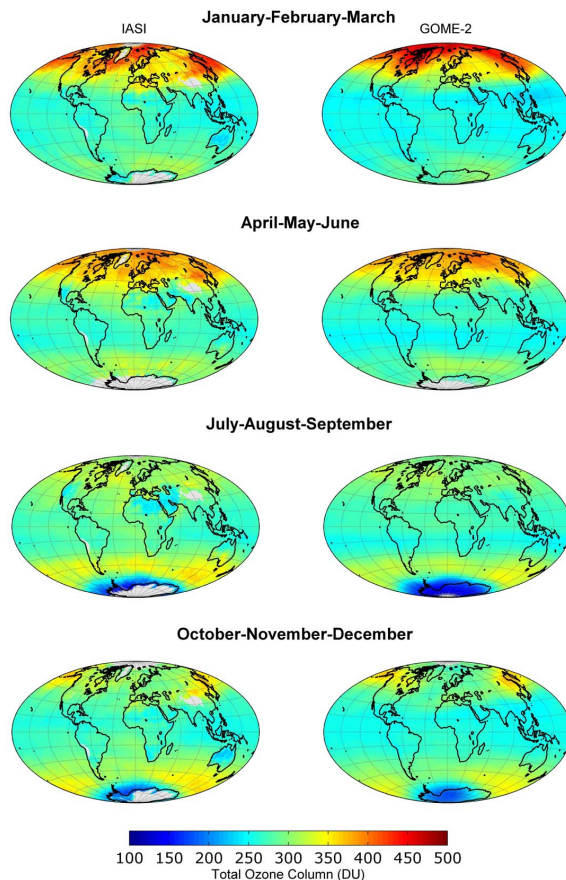 January-February-March
IASI GOME-2
April-May-June
July-August-September
October-November-December
100 150 200 250 300 350 400 450 500
Total Ozone Column (DU)